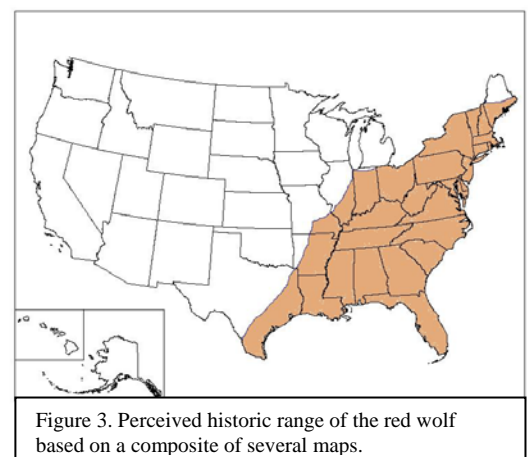 Figure 3. Perceived historic range of the red wolf
based on a composite of several maps.